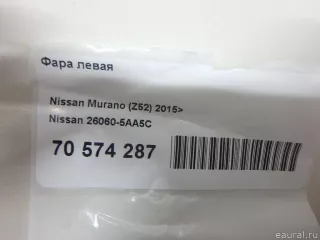 Фара левая
Nissan Murano (Z52) 2015>
Nissan 26060-5AA5C
70 574 287
eaural.ru